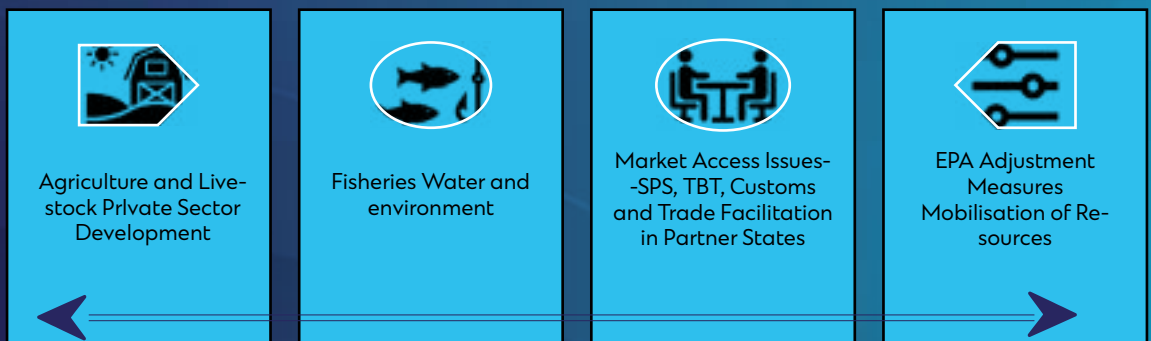 Agriculture and Live-
stock Prlvate Sector
Development
Fisheries Water and
environment
Market Access Issues-
-SPS, TBT, Customs
and Trade Facilitation
in Partner States
EPA Adjustment
Measures
Mobilisation of Re-
sources